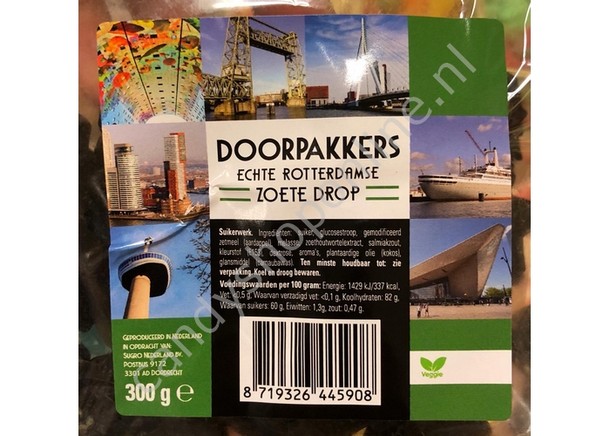 DOORPAKKERS
ECHTE ROTTERDAMSE
ZOETE DROP
Suikerwerk. Ingrediënten: suiker, glucosestroop, gemodificeerd
zetmeel (aardappel), melasse, zoethoutwortelextract, salmiakzout,
kleurstof dextrose, aroma's, plantaardige olie (kokos),
glansmiddel (carnaubawas). Ten minste houdbaar tot: zie
verpakking. Koel en droog bewaren.
Voedingswaarden per 100 gram: Energie: 1429 kJ/337 kcal,
Vet: <0,5 g, Waarvan verzadigd vet: <0,1 g, Koolhydraten: 82 g,
Waarvan suikers: 60 g, Eiwitten: 1,3g, zout: 0,47 g.
GEPRODUCEERD IN NEDERLAND
IN OPDRACHT VAN
SUGRO NEDERLAND BV.
POSTBUS 9172
3301 AD DORDRECHT
300 g ℮
8 719326 445908
Veggie